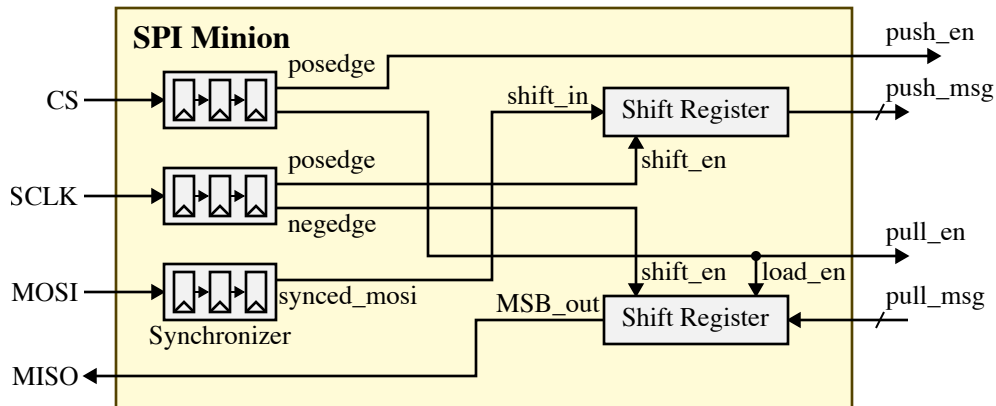 SPI Minion
push_en
posedge
CS
shift_in
Shift Register
push_msg
posedge
shift_en
SCLK
negedge
pull_en
shift_en
load_en
MOSI
synced_mosi
MSB_out
Shift Register
pull_msg
Synchronizer
MISO